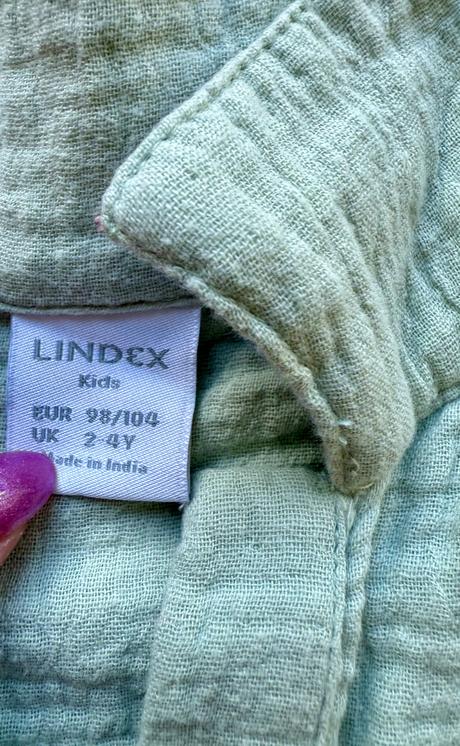 LINDEX
Kids
EUR 98/104
UK 2-4Y
Made in India